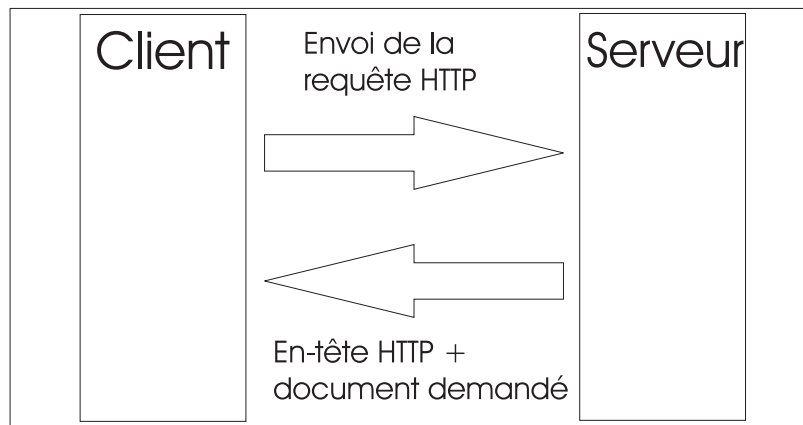 Client
Envoi de la
requête HTTP
Serveur
En-tête HTTP +
document demandé